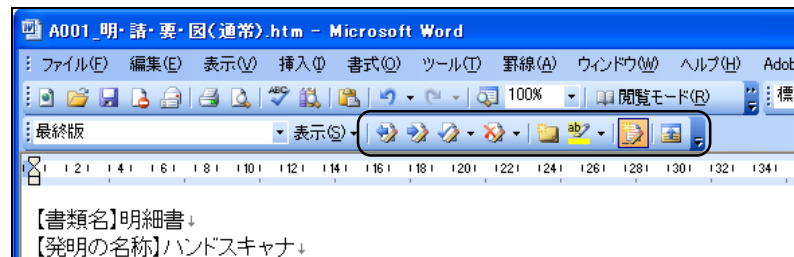 A001_明・請・要・図(通常).htm - Microsoft Word
ファイル(F) 編集(E) 表示(V) 挿入(I) 書式(O) ツール(T) 罫線(A) ウィンドウ(W) ヘルプ(H) Adob
ABC 100% 閲覧モード(R) 標
最終版 表示(S) ab
2 4 6 8 10 12 14 16 18 20 22 24 26 28 30 32 34
【書類名】明細書↓
【発明の名称】ハンドスキャナ↓